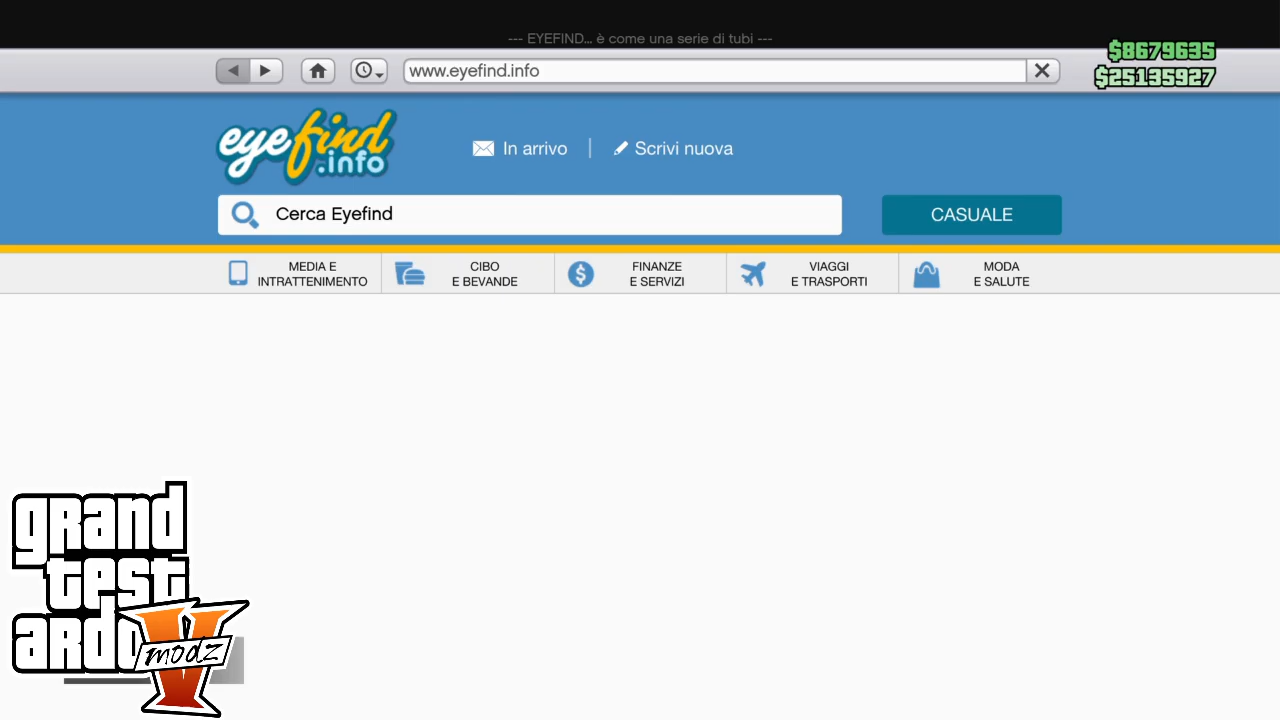 --- EYEFIND... è come una serie di tubi ---
$8679635
www.eyefind.info
$25135927
eyefind
.info
In arrivo
Scrivi nuova
Cerca Eyefind
CASUALE
MEDIA E
INTRATTENIMENTO
CIBO
E BEVANDE
FINANZE
E SERVIZI
VIAGGI
E TRASPORTI
MODA
E SALUTE
grand
test
ardo V
modz